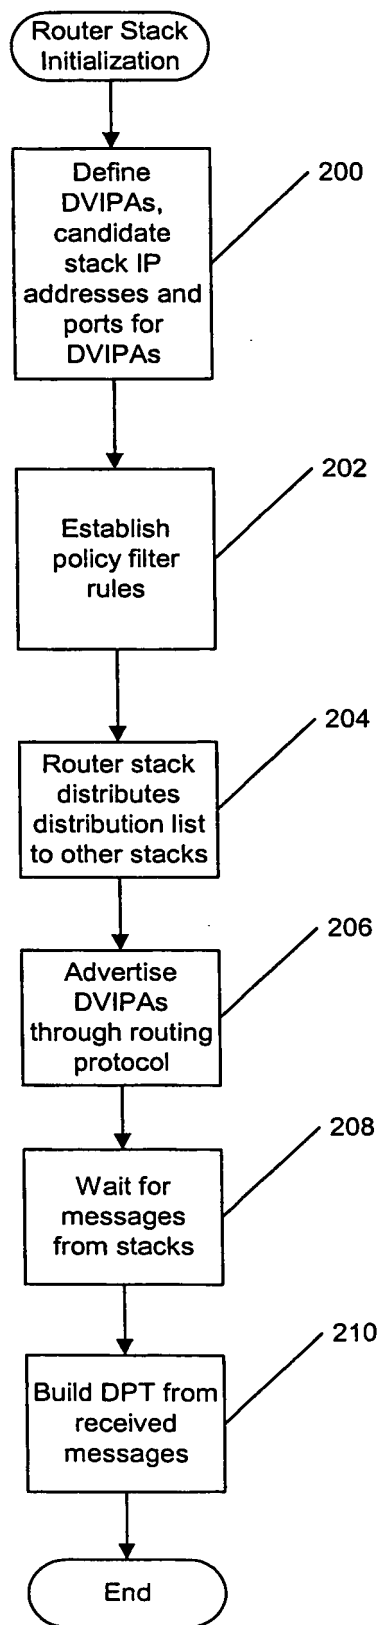 Router Stack
Initialization
Define
DVIPAs,
candidate
stack IP
addresses and
ports for
DVIPAs
200
Establish
policy filter
rules
202
Router stack
distributes
distribution list
to other stacks
204
Advertise
DVIPAs
through routing
protocol
206
Wait for
messages
from stacks
208
Build DPT from
received
messages
210
End